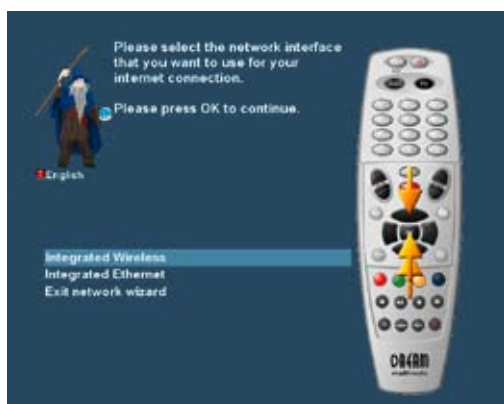 Please select the network interface
that you want to use for your
internet connection.
Please press OK to continue.
English
Integrated Wireless
Integrated Ethernet
Exit network wizard
DREAM